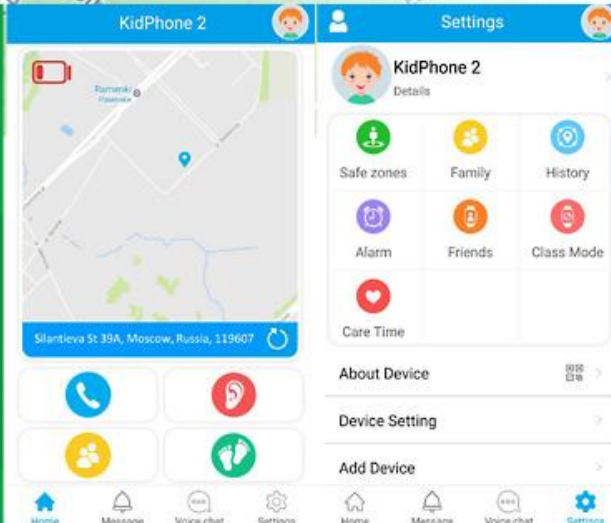 KidPhone 2
Silantieva St 39A, Moscow, Russia, 119607
Home
Message
Voice chat
Settings
Settings
KidPhone 2
Details
Safe zones
Family
History
Alarm
Friends
Class Mode
Care Time
About Device
Device Setting
Add Device
Home
Message
Voice chat
Settings